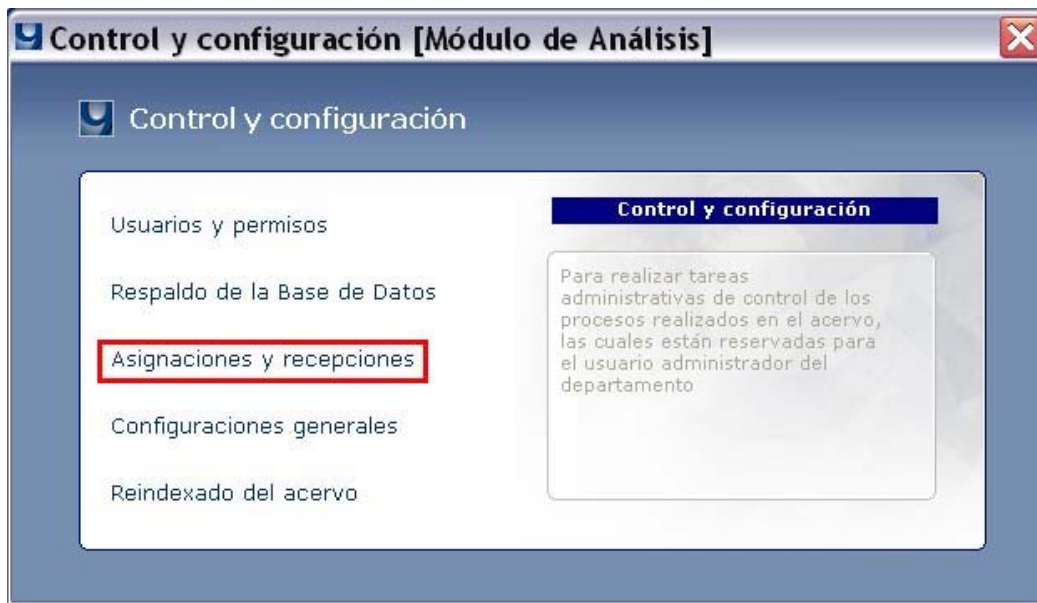 Control y configuración [Módulo de Análisis]
Control y configuración
Usuarios y permisos
Respaldo de la Base de Datos
Asignaciones y recepciones
Configuraciones generales
Reindexado del acervo
Control y configuración
Para realizar tareas
administrativas de control de los
procesos realizados en el acervo,
las cuales están reservadas para
el usuario administrador del
departamento